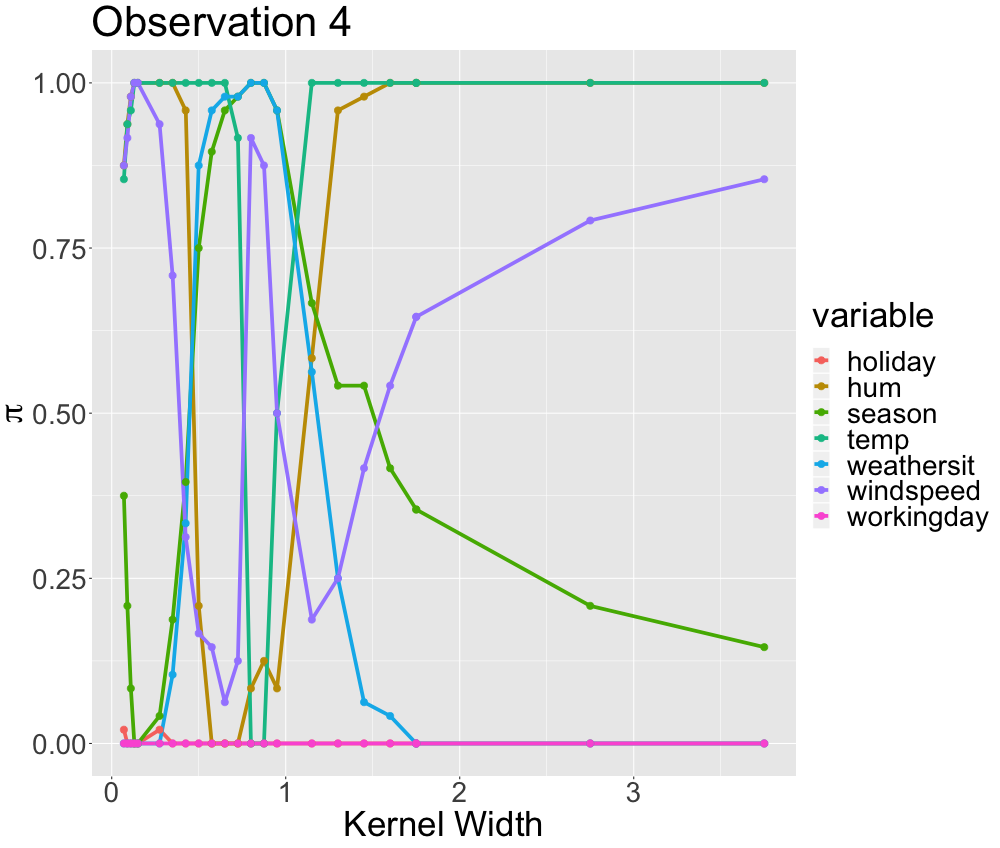 Observation 4
1.00
0.75
0.50
0.25
0.00
π
0 1 2 3
Kernel Width
variable
holiday
hum
season
temp
weathersit
windspeed
workingday